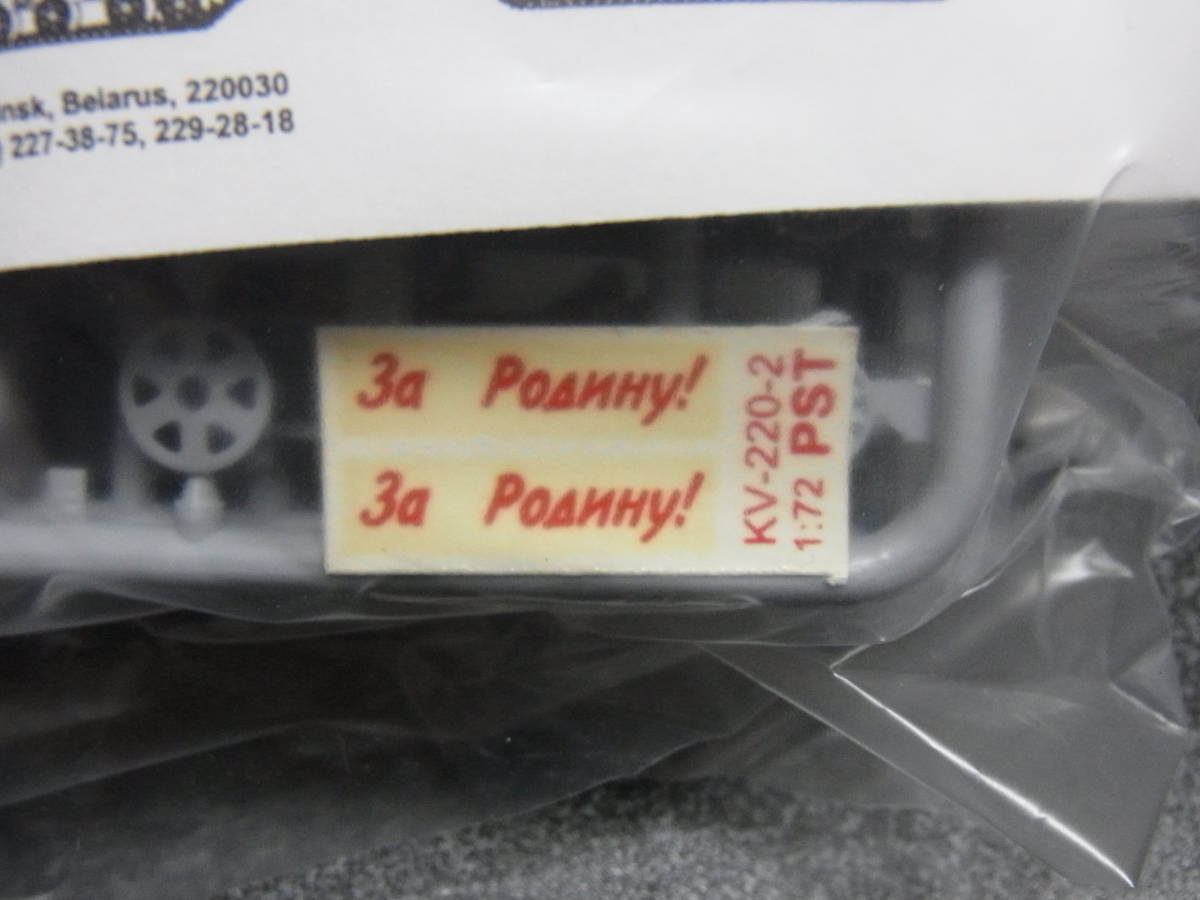 nsk, Belarus, 220030
) 227-38-75, 229-28-18
За Родину!
За Родину!
KV-220-2
1:72 PST